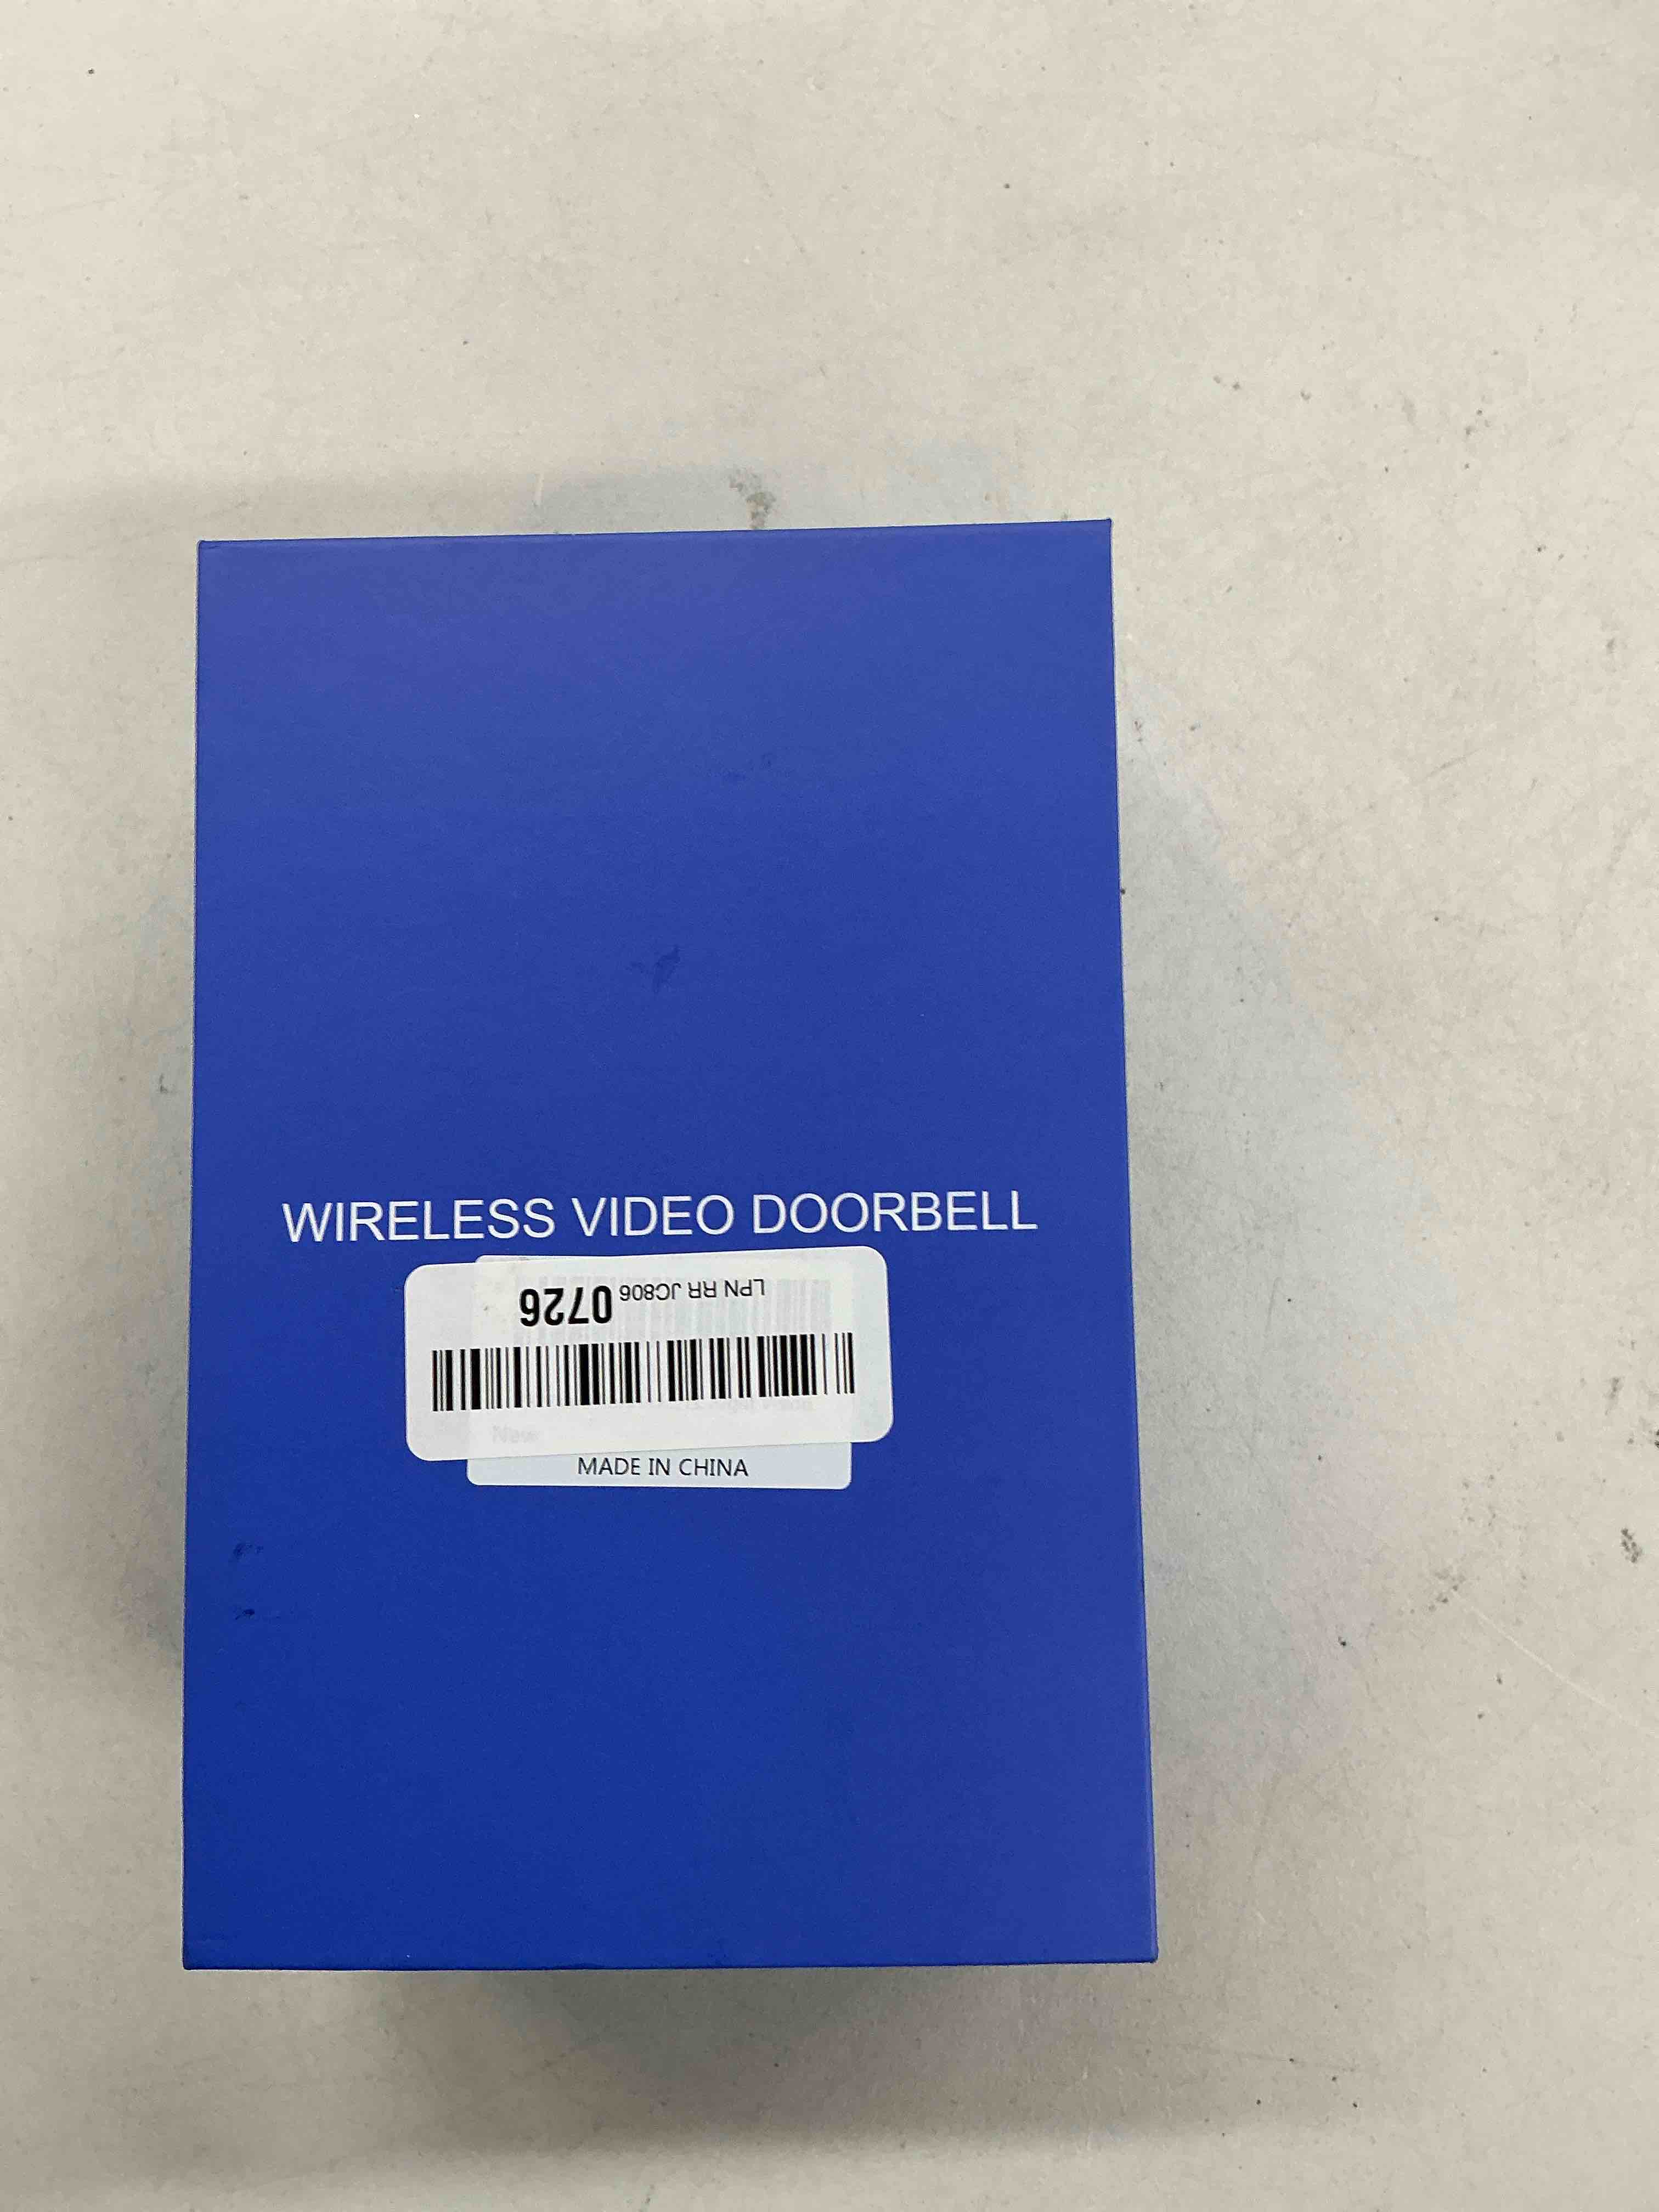 WIRELESS VIDEO DOORBELL
LPN RR JC806 0726
New
MADE IN CHINA